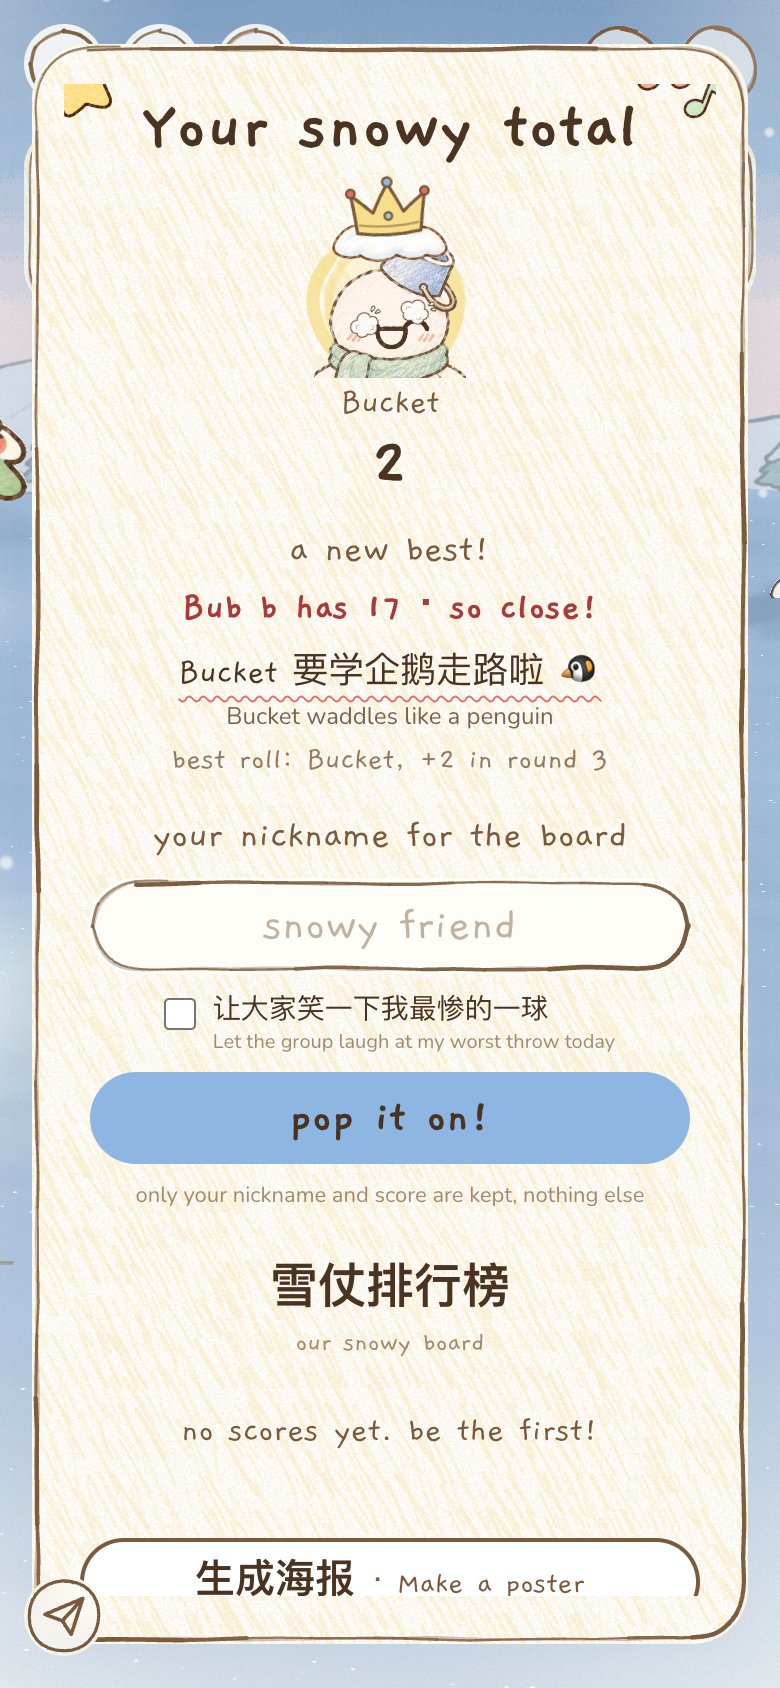 Your snowy total
Bucket
2
a new best!
Bub b has 17 · so close!
Bucket 要学企鹅走路啦 🐧
Bucket waddles like a penguin
best roll: Bucket, +2 in round 3
your nickname for the board
snowy friend
让大家笑一下我最惨的一球
Let the group laugh at my worst throw today
pop it on!
only your nickname and score are kept, nothing else
雪仗排行榜
our snowy board
no scores yet. be the first!
生成海报 · Make a poster